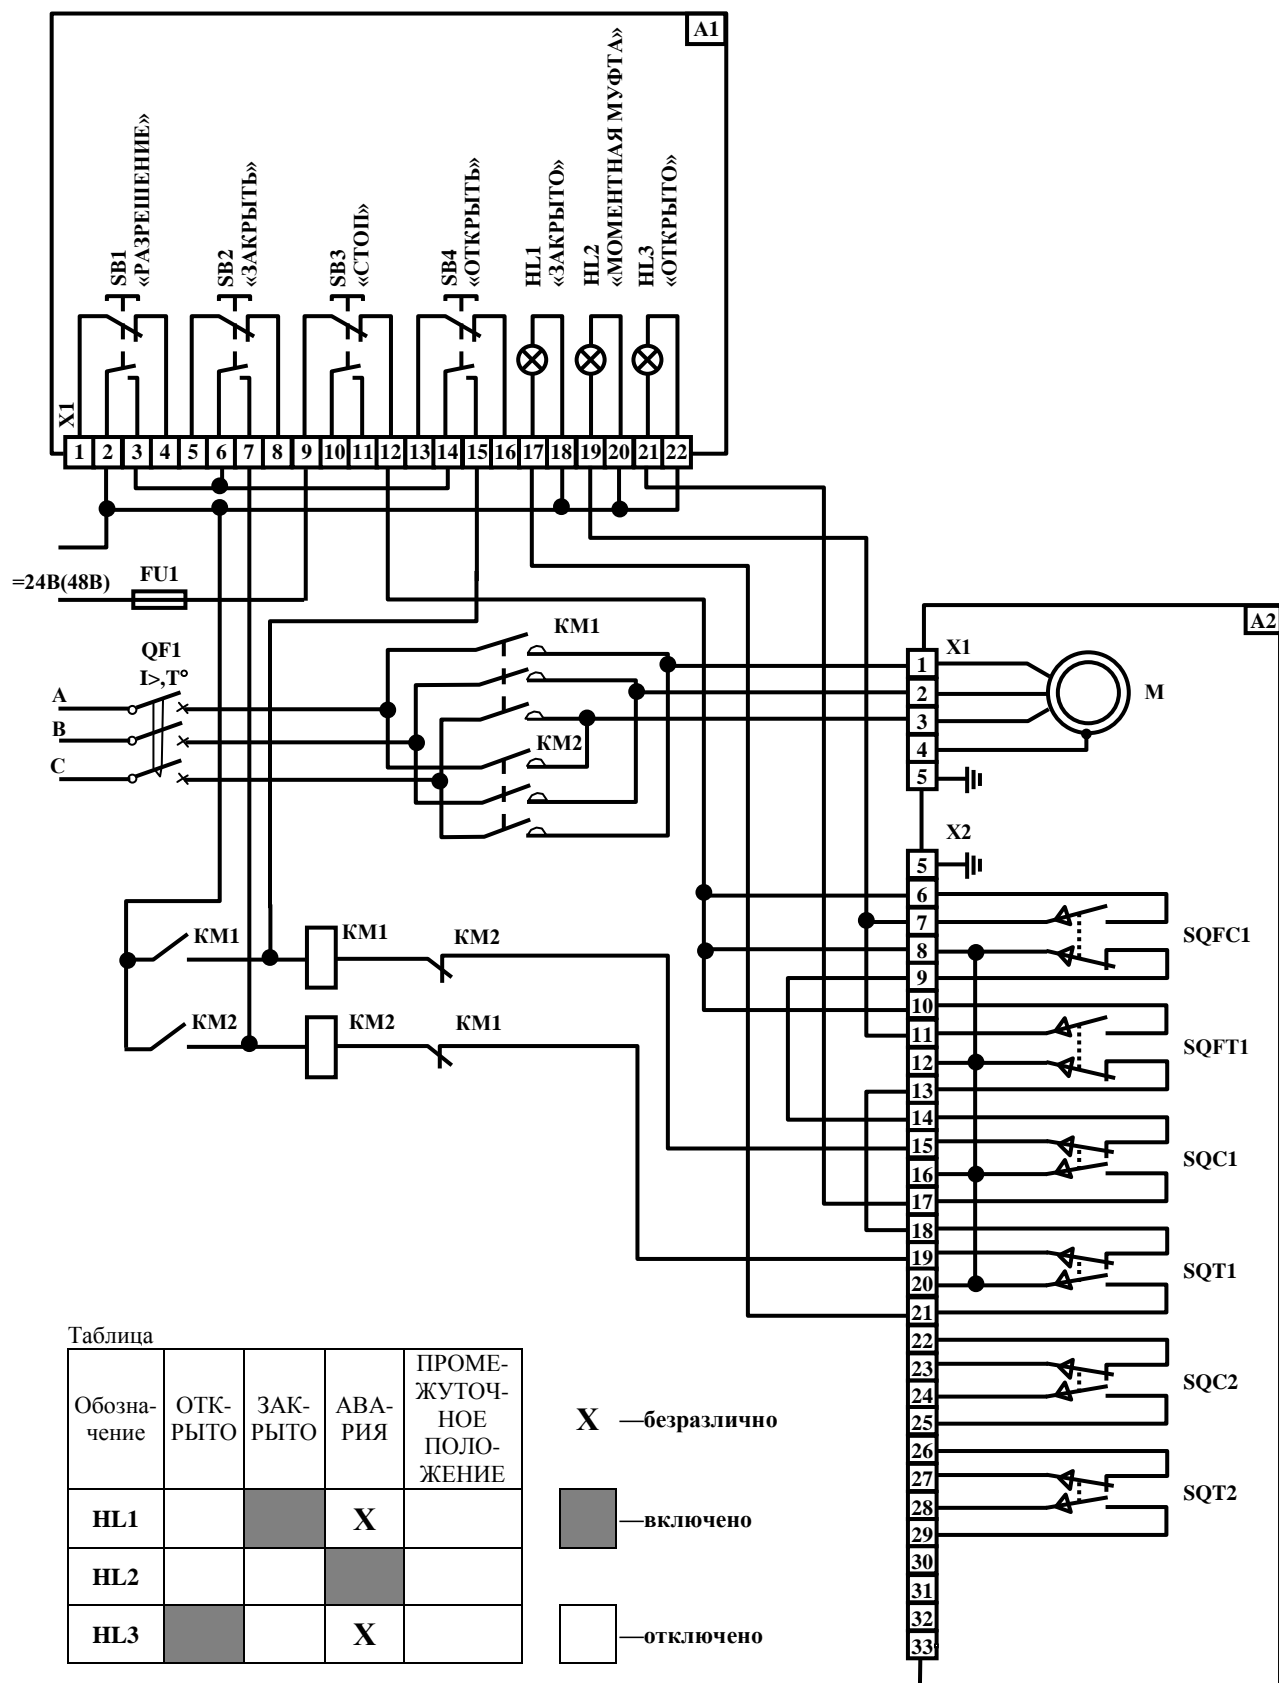 A1
SB1
«РАЗРЕШЕНИЕ»
SB2
«ЗАКРЫТЬ»
SB3
«СТОП»
SB4
«ОТКРЫТЬ»
HL1
«ЗАКРЫТО»
HL2
«МОМЕНТНАЯ МУФТА»
HL3
«ОТКРЫТО»
X1
1 2 3 4 5 6 7 8 9 10 11 12 13 14 15 16 17 18 19 20 21 22
=24В(48В)
FU1
QF1
I>,T°
A
B
C
КМ1
КМ2
A2
X1
1
2
3
4
5
M
X2
5
6
7
8
9
10
11
12
13
14
15
16
17
18
19
20
21
22
23
24
25
26
27
28
29
30
31
32
33
SQFC1
SQFT1
SQC1
SQT1
SQC2
SQT2
КМ1 КМ1 КМ2
КМ2 КМ2 КМ1
Таблица
Обозна-
чение
ОТК-
РЫТО
ЗАК-
РЫТО
АВА-
РИЯ
ПРОМЕ-
ЖУТОЧ-
НОЕ
ПОЛО-
ЖЕНИЕ
HL1 X
HL2
HL3 X
X —безразлично
—включено
—отключено